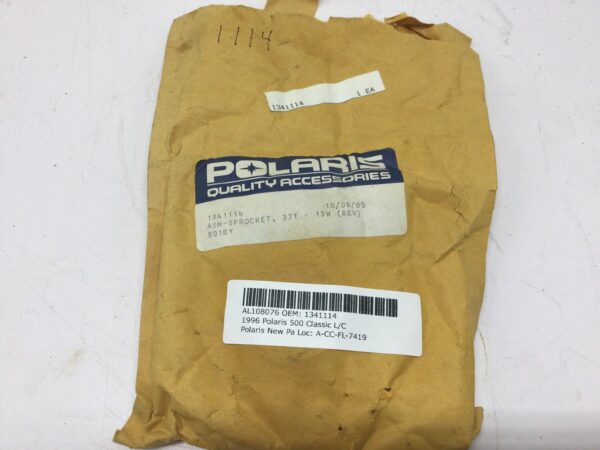 1114
1341114 1 EA
POLARIS
QUALITY ACCESSORIES
1341114 10/06/95
ASM-SPROCKET, 37T - 13W (REV)
B01BY
AL108076 OEM: 1341114
1996 Polaris 500 Classic L/C
Polaris New Pa Loc: A-CC-FL-7419